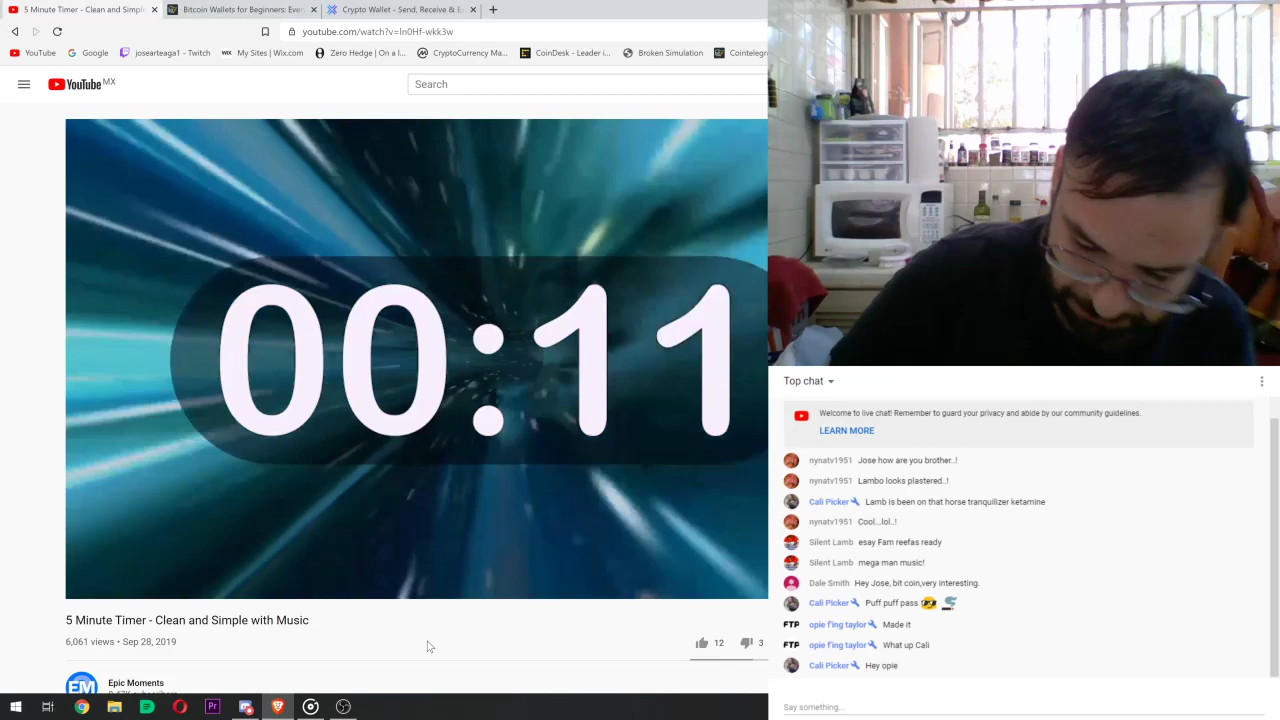 5 Minute Timer - Clean and Simple
Bitcoin Wallets for Beginners: Ever
Crypto Wallet - Send, Receive & E
youtube.com/watch?v=In0Hf-wkk3w
YouTube
Google
josearteaga1 - Twitch
WIX
My Sites | Wix.com
Zero Hedge | On a l...
CryptoCurrency Ma...
CoinDesk - Leader i...
Broken Simulation
Cointelegr
YouTube MX
Search
00:11
5 Minute Timer - Clean and Simple with Music
6,061 views • Sep 28, 2019
12
3
EM
Epic Moments
Pr
Top chat
Welcome to live chat! Remember to guard your privacy and abide by our community guidelines.
LEARN MORE
nynatv1951 Jose how are you brother..!
nynatv1951 Lambo looks plastered..!
Cali Picker Lamb is been on that horse tranquilizer ketamine
nynatv1951 Cool...lol..!
Silent Lamb esay Fam reefas ready
Silent Lamb mega man music!
Dale Smith Hey Jose, bit coin,very interesting.
Cali Picker Puff puff pass
FTP opie f'ing taylor Made it
FTP opie f'ing taylor What up Cali
Cali Picker Hey opie
Say something...